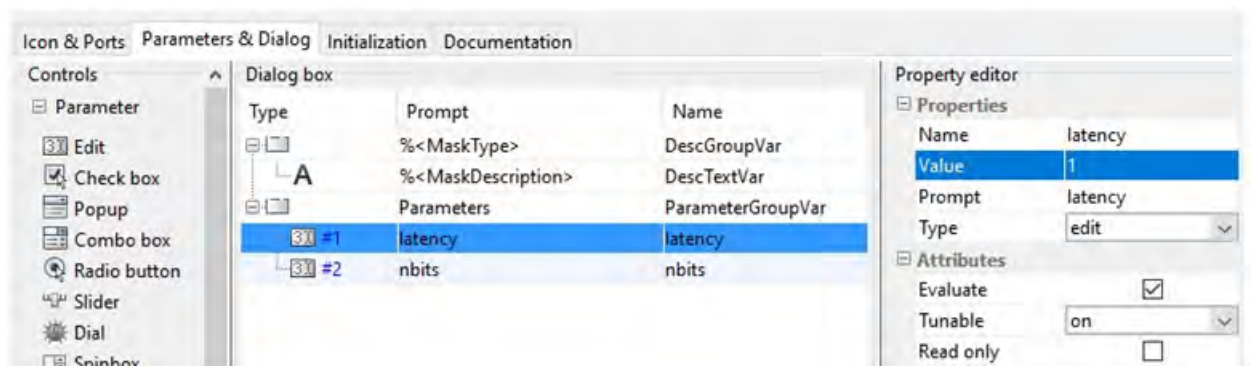 Icon & Ports Parameters & Dialog Initialization Documentation
Controls
Parameter
Edit
Check box
Popup
Combo box
Radio button
Slider
Dial
Spinbox
Dialog box
Type Prompt Name
%<MaskType> DescGroupVar
A %<MaskDescription> DescTextVar
Parameters ParameterGroupVar
#1 latency latency
#2 nbits nbits
Property editor
Properties
Name latency
Value 1
Prompt latency
Type edit
Attributes
Evaluate
Tunable on
Read only